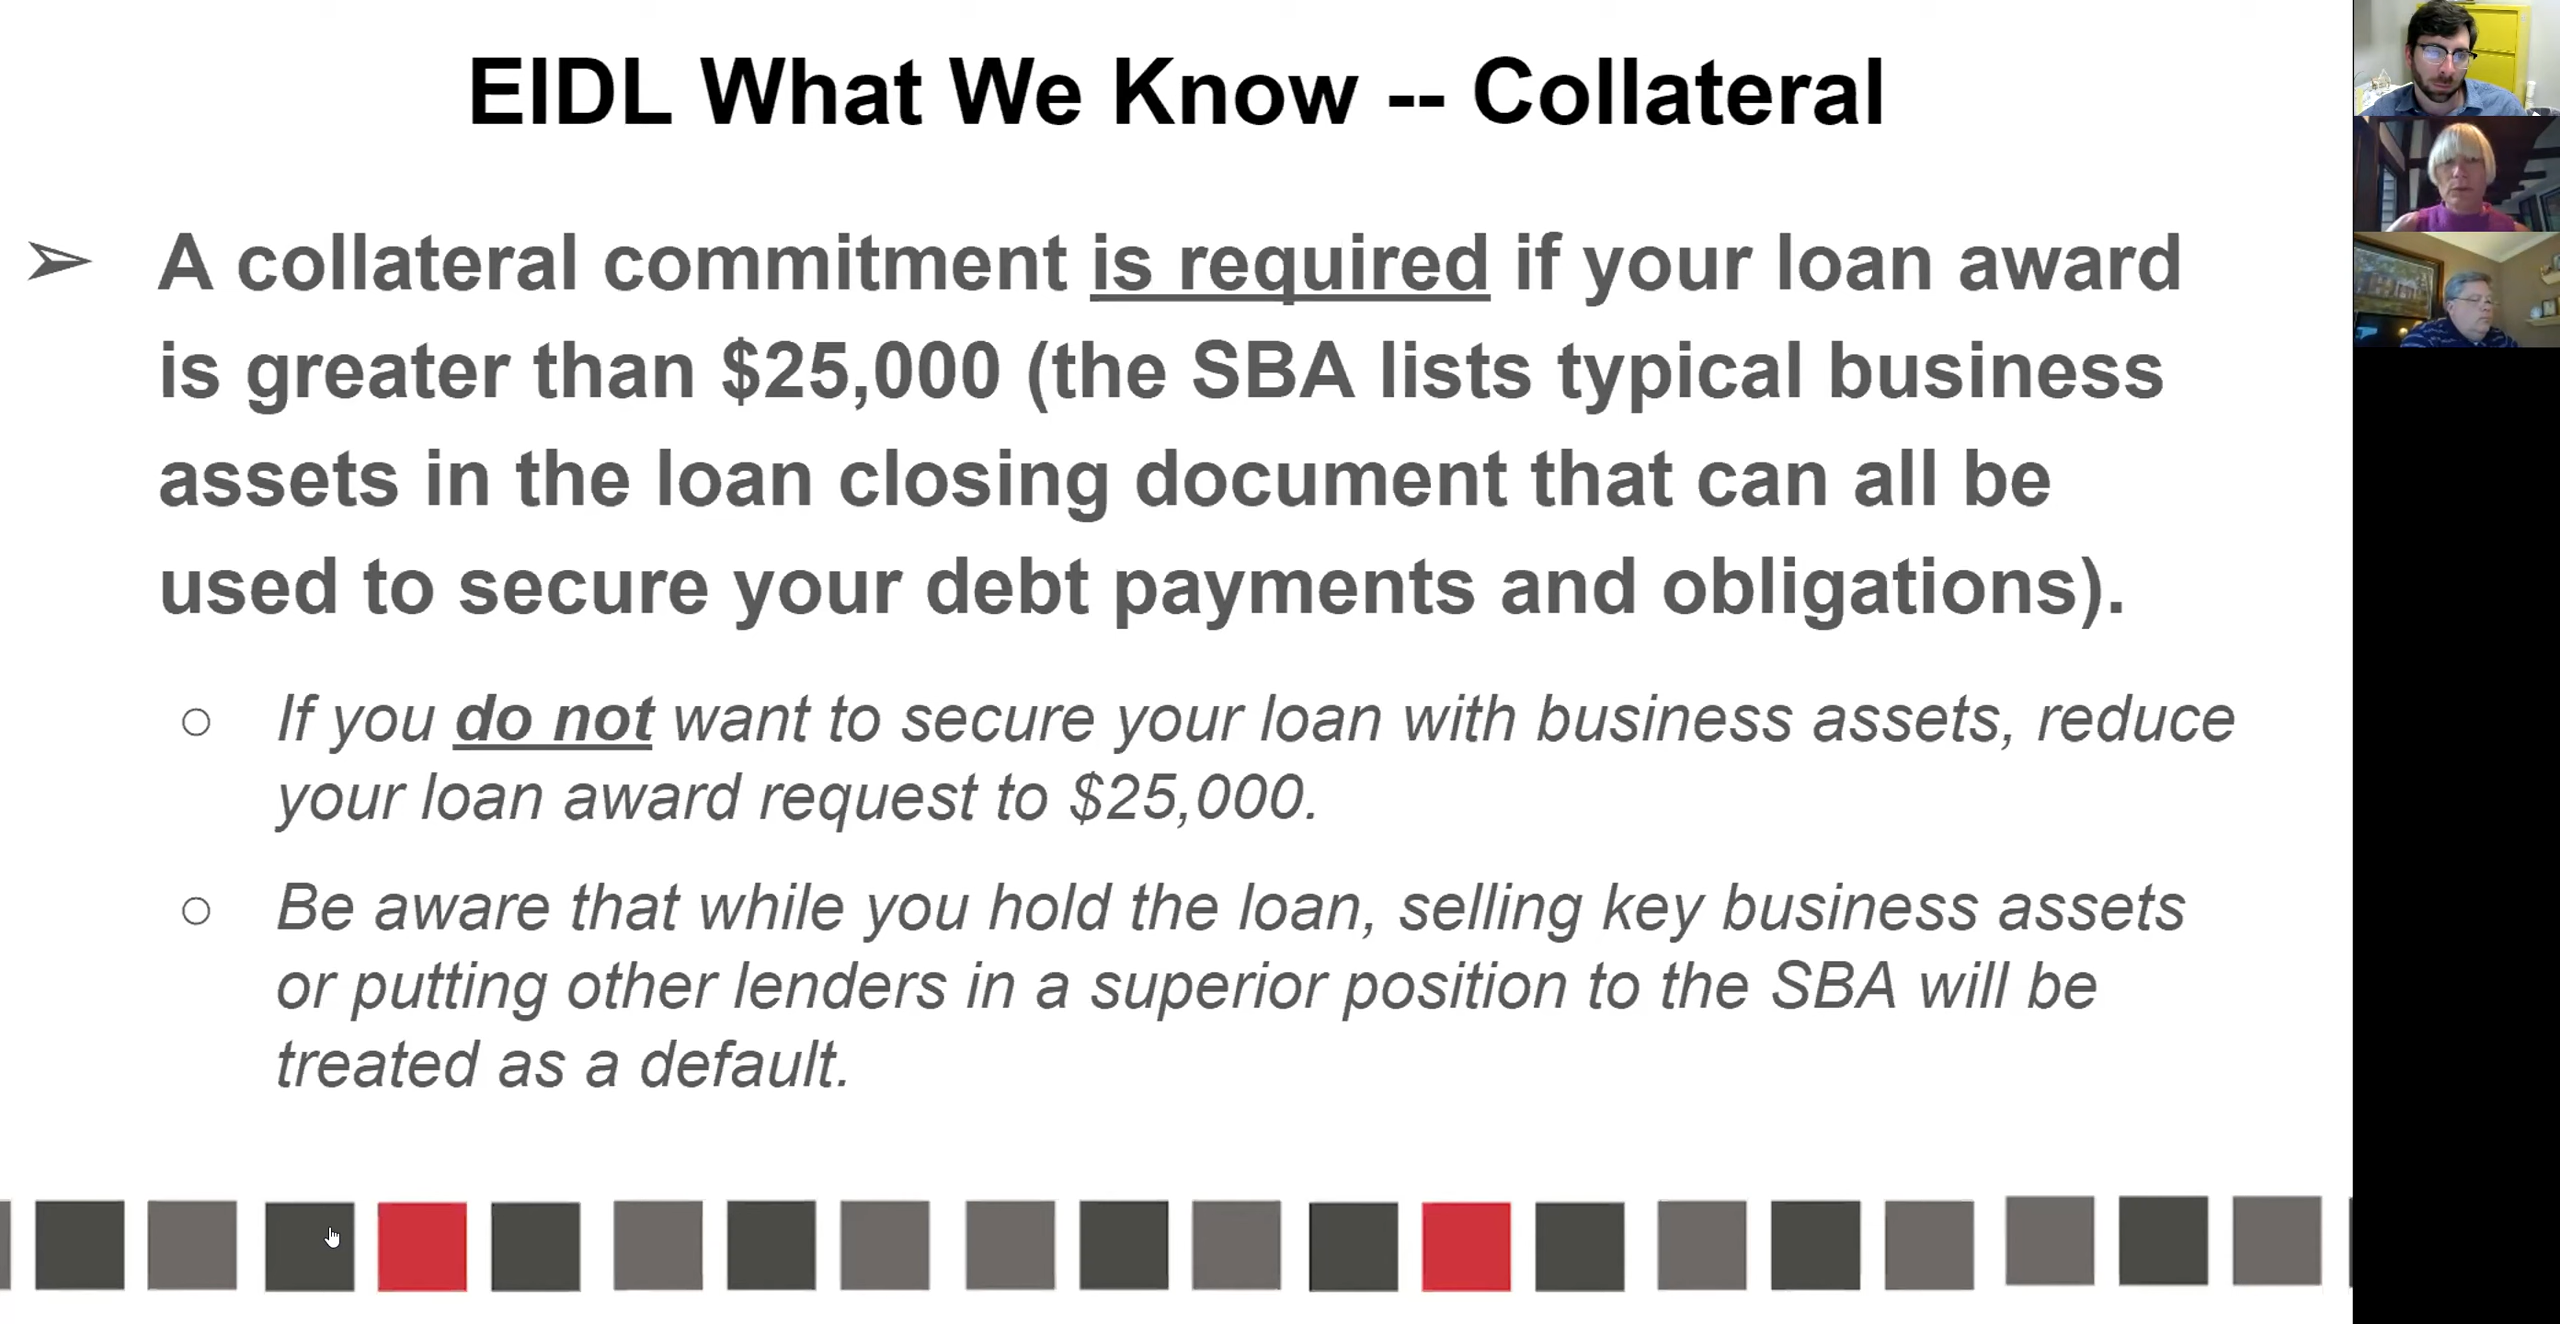 EIDL What We Know -- Collateral
➢ A collateral commitment is required if your loan award
is greater than $25,000 (the SBA lists typical business
assets in the loan closing document that can all be
used to secure your debt payments and obligations).
○ If you do not want to secure your loan with business assets, reduce
your loan award request to $25,000.
○ Be aware that while you hold the loan, selling key business assets
or putting other lenders in a superior position to the SBA will be
treated as a default.